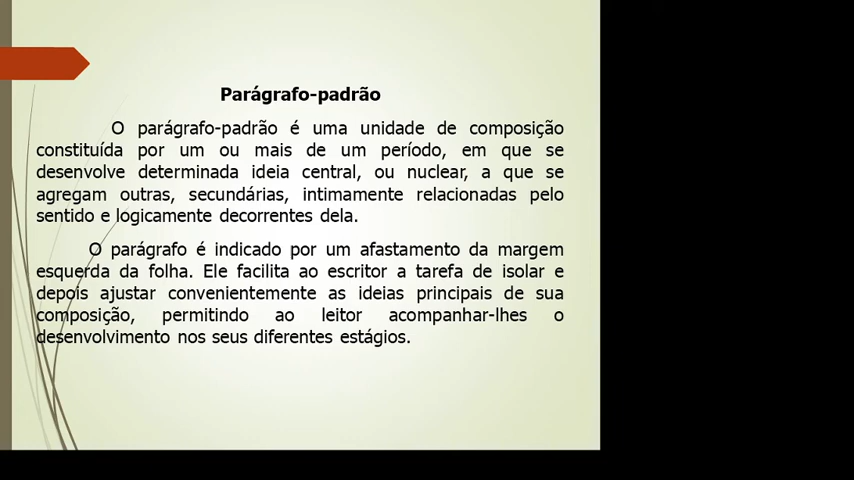 Parágrafo-padrão
O parágrafo-padrão é uma unidade de composição
constituída por um ou mais de um período, em que se
desenvolve determinada ideia central, ou nuclear, a que se
agregam outras, secundárias, intimamente relacionadas pelo
sentido e logicamente decorrentes dela.
O parágrafo é indicado por um afastamento da margem
esquerda da folha. Ele facilita ao escritor a tarefa de isolar e
depois ajustar convenientemente as ideias principais de sua
composição, permitindo ao leitor acompanhar-lhes o
desenvolvimento nos seus diferentes estágios.